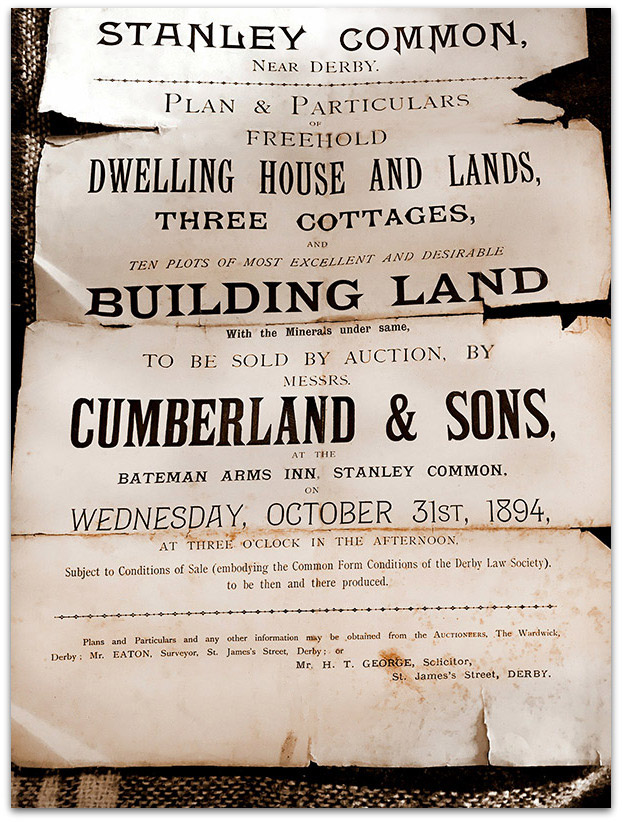 STANLEY COMMON,
NEAR DERBY.
PLAN & PARTICULARS
OF
FREEHOLD
DWELLING HOUSE AND LANDS,
THREE COTTAGES,
AND
TEN PLOTS OF MOST EXCELLENT AND DESIRABLE
BUILDING LAND
With the Minerals under same,
TO BE SOLD BY AUCTION, BY
MESSRS.
CUMBERLAND & SONS,
AT THE
BATEMAN ARMS INN, STANLEY COMMON.
ON
WEDNESDAY, OCTOBER 31ST, 1894,
AT THREE O'CLOCK IN THE AFTERNOON.
Subject to Conditions of Sale (embodying the Common Form Conditions of the Derby Law Society).
to be then and there produced.
Plans and Particulars and any other information may be obtained from the AUCTIONEERS, The Wardwick,
Derby; Mr. EATON, Surveyor, St. James's Street, Derby; or
Mr. H. T. GEORGE, Solicitor,
St. James's Street, DERBY.